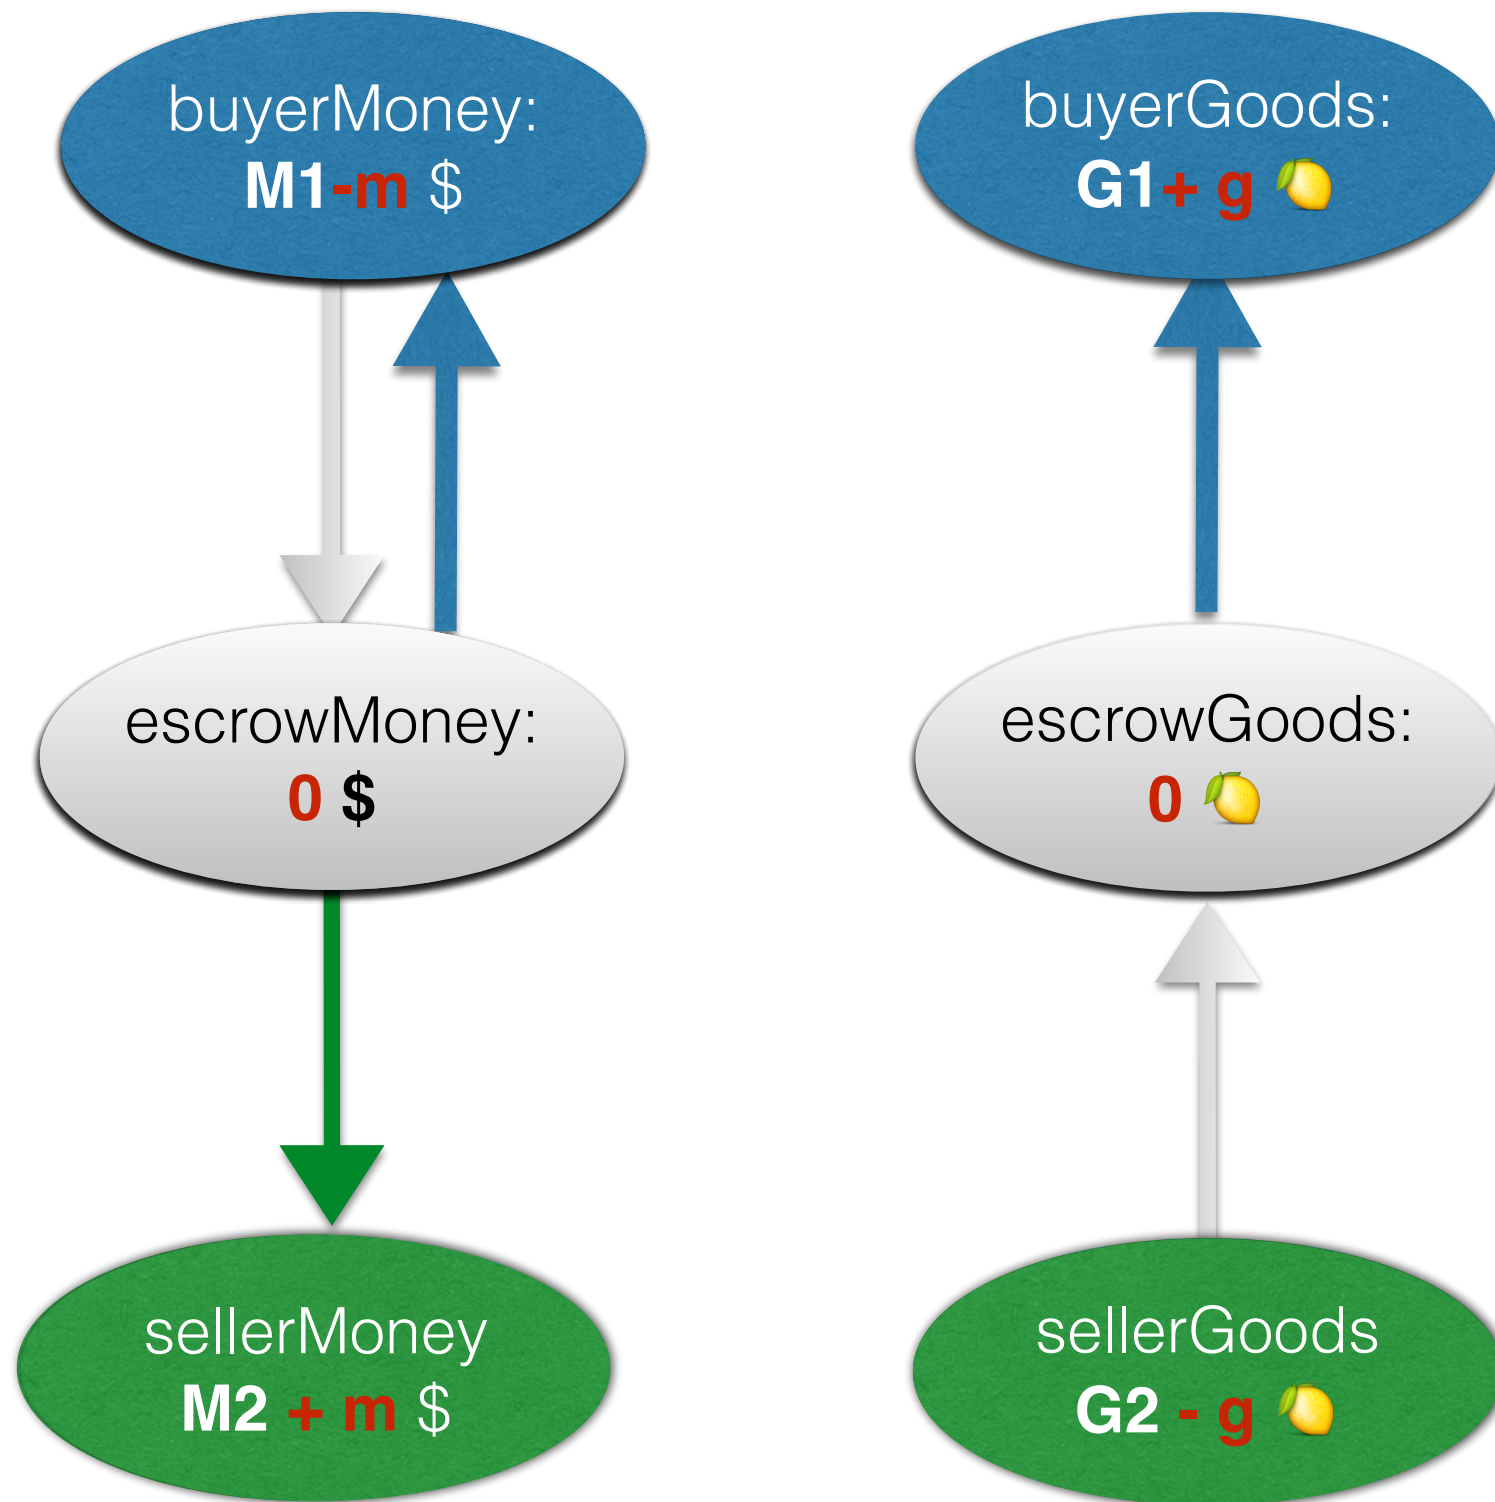 buyerMoney:
M1-m $
buyerGoods:
G1+ g 🍋
escrowMoney:
0 $
escrowGoods:
0 🍋
sellerMoney
M2 + m $
sellerGoods
G2 - g 🍋